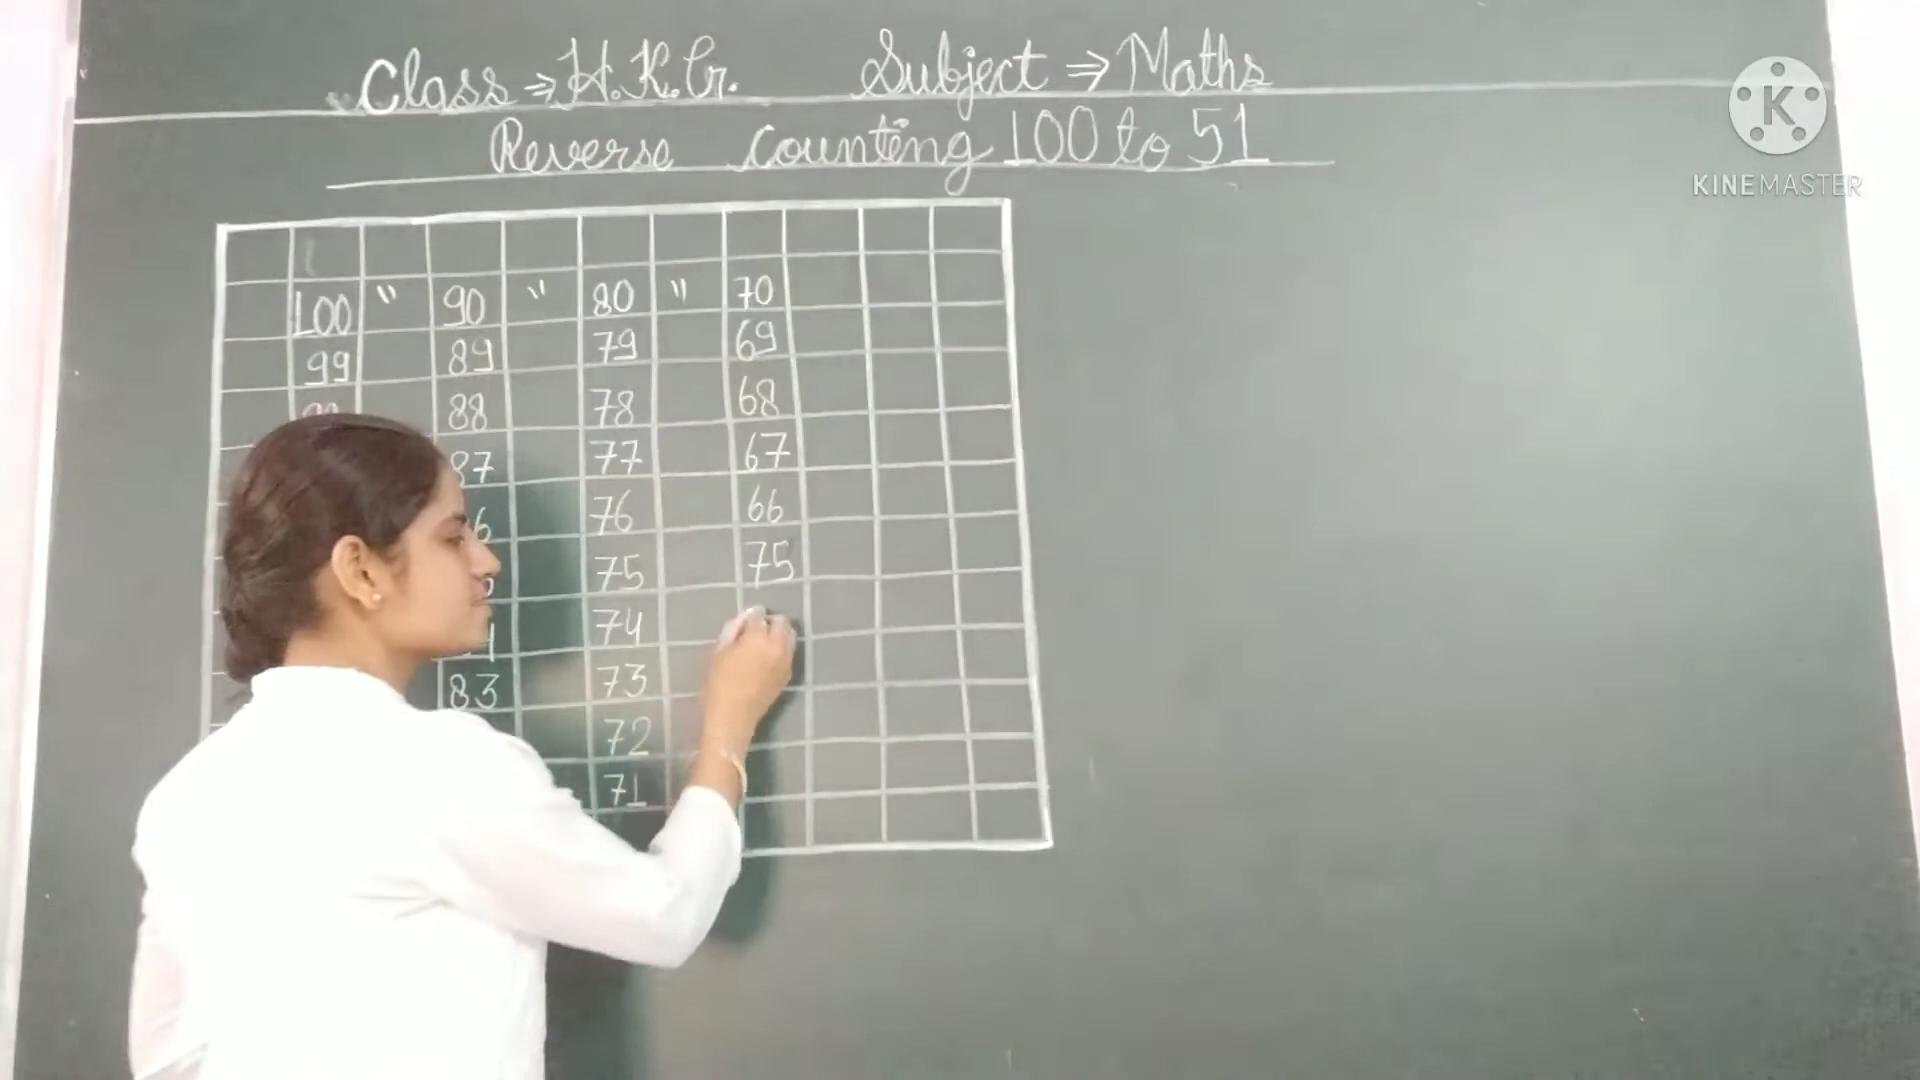 Class ⇒ H.K.G. Subject ⇒ Maths
Reverse counting 100 to 51
K
KINEMASTER
100 " 90 " 80 " 70
99 89 79 69
88 78 68
87 77 67
76 66
75 75
74
83 73
72
71